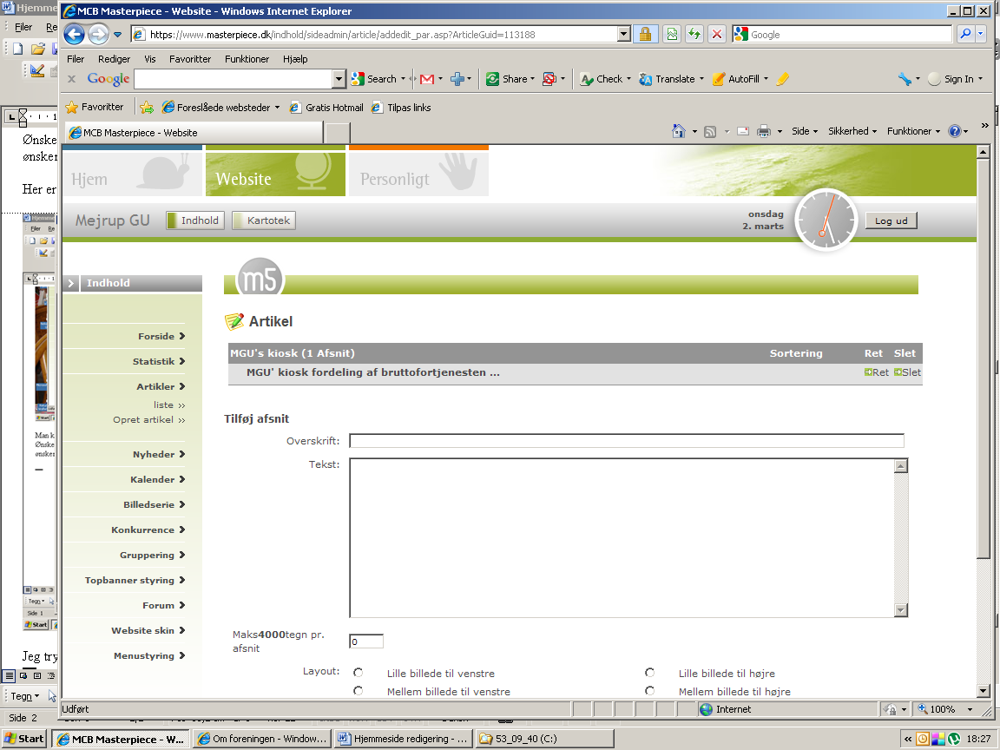 Hjemme
MCB Masterpiece - Website - Windows Internet Explorer
Filer Re
https://www.masterpiece.dk/indhold/sideadmin/article/addedit_par.asp?ArticleGuid=113188
Google
Filer Rediger Vis Favoritter Funktioner Hjælp
x Google Search Share Check Translate AutoFill Sign In
Favoritter Foreslåede websteder Gratis Hotmail Tilpas links
MCB Masterpiece - Website
Side Sikkerhed Funktioner
Ønske
ønsker
Her er
Hjem Website Personligt
Mejrup GU Indhold Kartotek
onsdag
2. marts
Log ud
Indhold
m5
Artikel
MGU's kiosk (1 Afsnit) Sortering Ret Slet
MGU' kiosk fordeling af bruttofortjenesten ... Ret Slet
Forside
Statistik
Artikler
liste ››
Opret artikel ››
Nyheder
Kalender
Billedserie
Konkurrence
Gruppering
Topbanner styring
Forum
Website skin
Menustyring
Tilføj afsnit
Overskrift:
Tekst:
Maks4000tegn pr.
afsnit
0
Layout:
Lille billede til venstre Lille billede til højre
Mellem billede til venstre Mellem billede til højre
Man k
Ønske
ønsker
Tegn
Side 1
Start
Jeg try
Tegn
Udført Internet 100%
Side 2
Start MCB Masterpiece - W... Om foreningen - Window... Hjemmeside redigering - ... 53_09_40 (C:) « 18:27